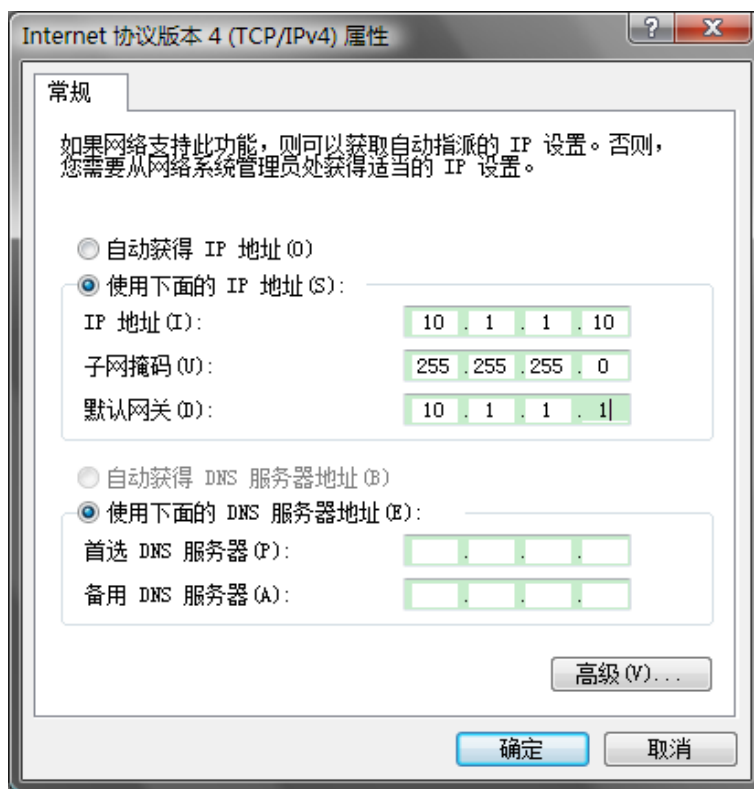 Internet 协议版本 4 (TCP/IPv4) 属性
常规
如果网络支持此功能，则可以获取自动指派的 IP 设置。否则，
您需要从网络系统管理员处获得适当的 IP 设置。
自动获得 IP 地址(O)
使用下面的 IP 地址(S):
IP 地址(I): 10 . 1 . 1 . 10
子网掩码(U): 255 .255 .255 . 0
默认网关(D): 10 . 1 . 1 . 1
自动获得 DNS 服务器地址(B)
使用下面的 DNS 服务器地址(E):
首选 DNS 服务器(P): . . .
备用 DNS 服务器(A): . . .
高级(V)...
确定 取消